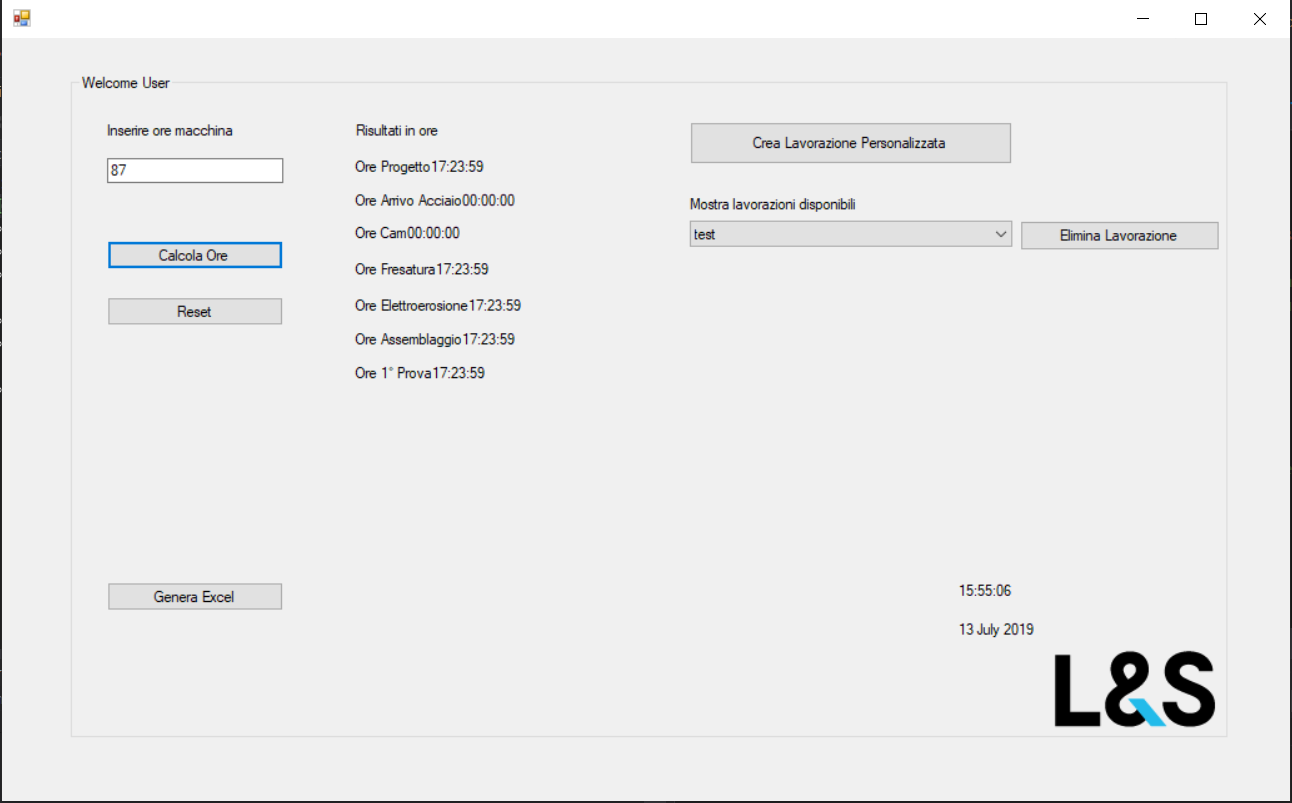 Welcome User
Inserire ore macchina
87
Calcola Ore
Reset
Genera Excel
Risultati in ore
Ore Progetto17:23:59
Ore Arrivo Acciaio00:00:00
Ore Cam00:00:00
Ore Fresatura17:23:59
Ore Elettroerosione17:23:59
Ore Assemblaggio17:23:59
Ore 1° Prova17:23:59
Crea Lavorazione Personalizzata
Mostra lavorazioni disponibili
test
Elimina Lavorazione
15:55:06
13 July 2019
L&S